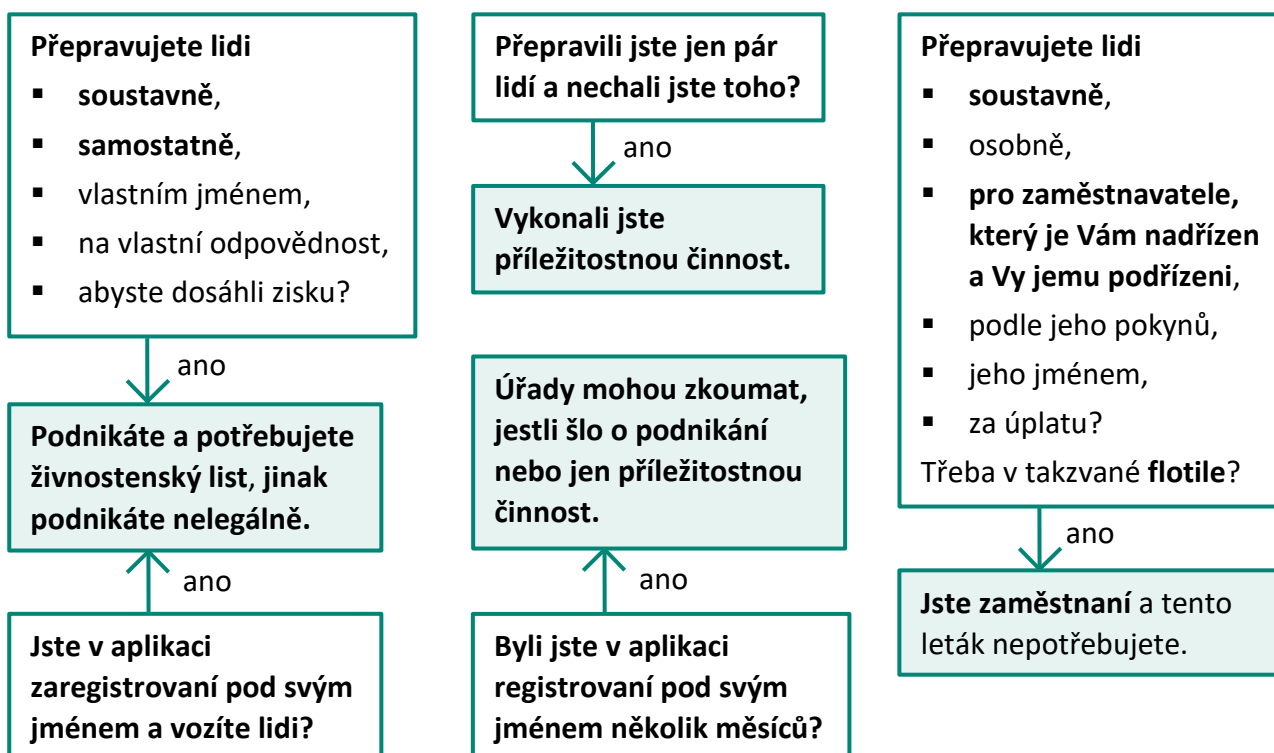 Přepravujete lidi
▪ soustavně,
▪ samostatně,
▪ vlastním jménem,
▪ na vlastní odpovědnost,
▪ abyste dosáhli zisku?
ano
Podnikáte a potřebujete
živnostenský list, jinak
podnikáte nelegálně.
ano
Jste v aplikaci
zaregistrovaní pod svým
jménem a vozíte lidi?
Přepravili jste jen pár
lidí a nechali jste toho?
ano
Vykonali jste
příležitostnou činnost.
Úřady mohou zkoumat,
jestli šlo o podnikání
nebo jen příležitostnou
činnost.
ano
Byli jste v aplikaci
registrovaní pod svým
jménem několik měsíců?
Přepravujete lidi
▪ soustavně,
▪ osobně,
▪ pro zaměstnavatele,
který je Vám nadřízen
a Vy jemu podřízeni,
▪ podle jeho pokynů,
▪ jeho jménem,
▪ za úplatu?
Třeba v takzvané flotile?
ano
Jste zaměstnaní a tento
leták nepotřebujete.